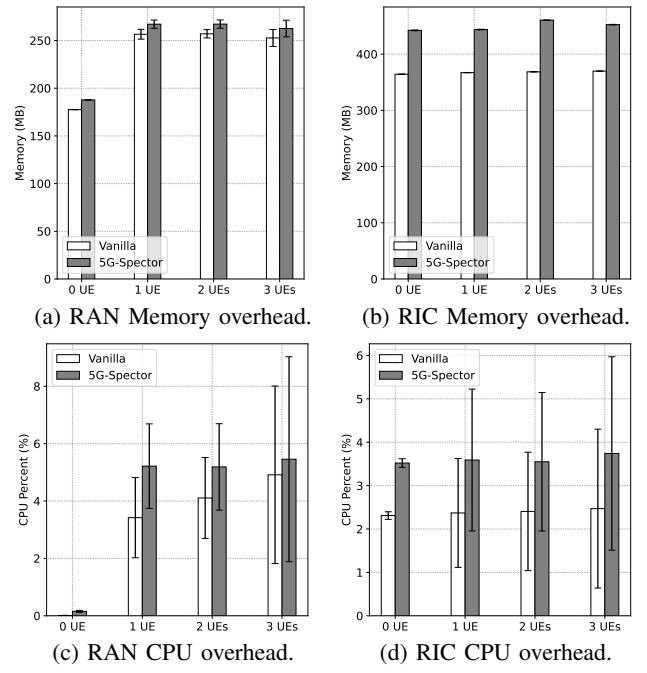 250
200
150
100
50
0
Memory (MB)
Vanilla
5G-Spector
0 UE
1 UE
2 UEs
3 UEs
(a) RAN Memory overhead.
400
300
200
100
0
Memory (MB)
Vanilla
5G-Spector
0 UE
1 UE
2 UEs
3 UEs
(b) RIC Memory overhead.
8
6
4
2
0
CPU Percent (%)
Vanilla
5G-Spector
0 UE
1 UE
2 UEs
3 UEs
(c) RAN CPU overhead.
6
5
4
3
2
1
0
CPU Percent (%)
Vanilla
5G-Spector
0 UE
1 UE
2 UEs
3 UEs
(d) RIC CPU overhead.